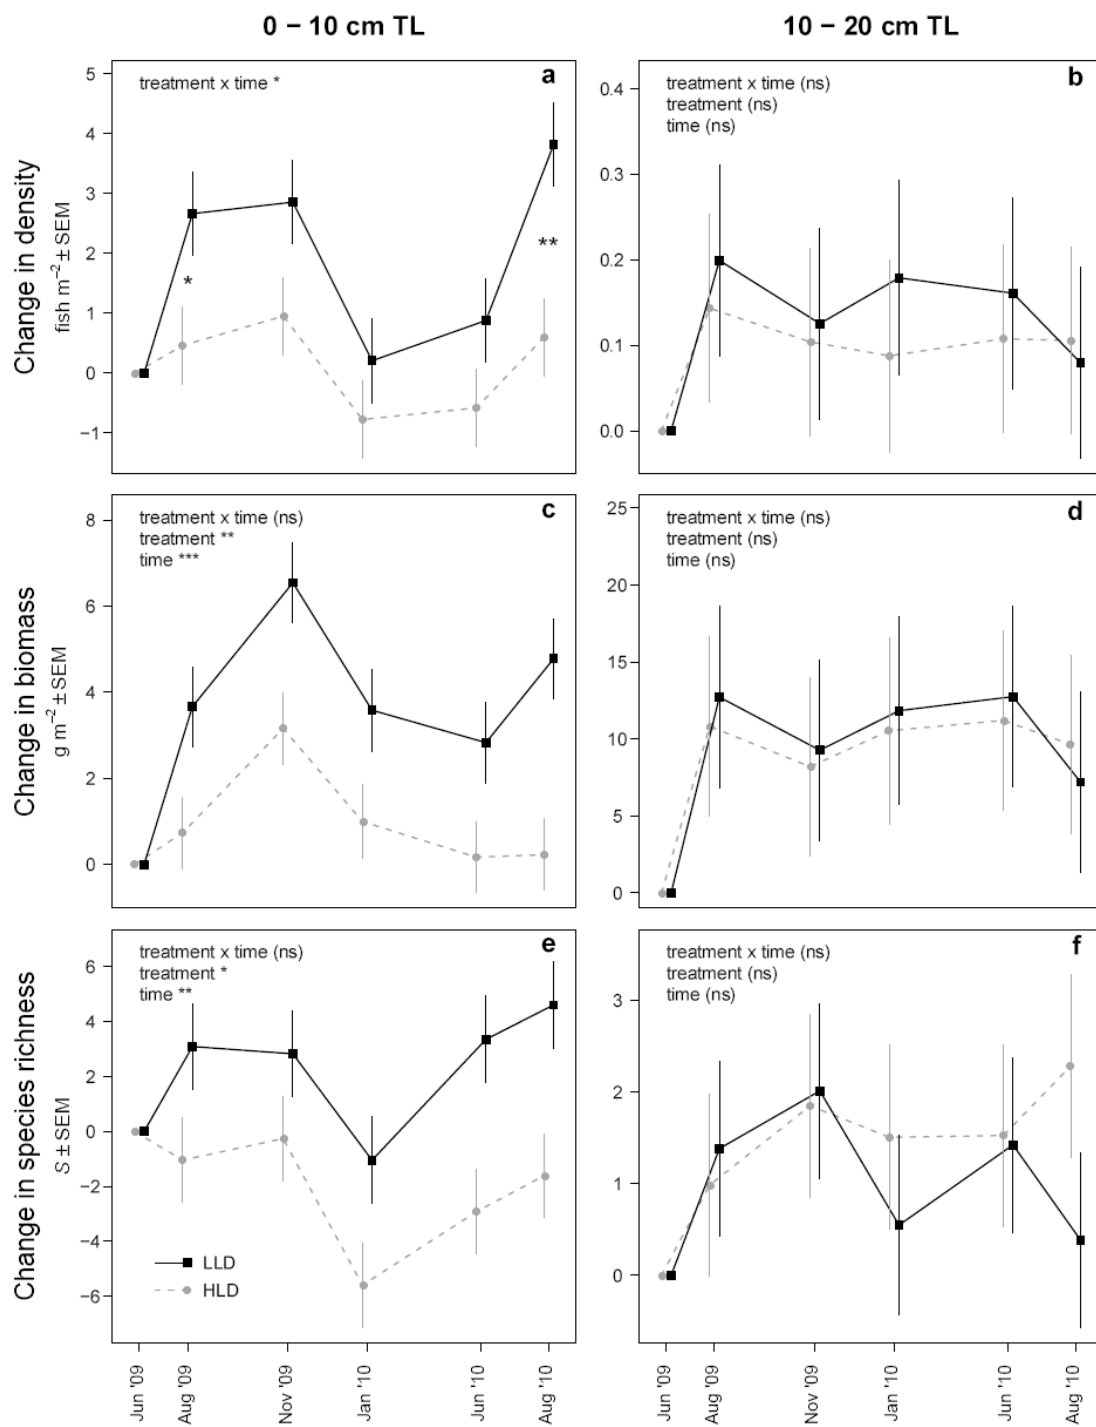 0 − 10 cm TL
10 − 20 cm TL
Change in density
fish m−2 ± SEM
5
4
3
2
1
0
−1
treatment x time *
a
*
**
0.4
0.3
0.2
0.1
0.0
treatment x time (ns)
treatment (ns)
time (ns)
b
Change in biomass
g m−2 ± SEM
8
6
4
2
0
treatment x time (ns)
treatment **
time ***
c
25
20
15
10
5
0
treatment x time (ns)
treatment (ns)
time (ns)
d
Change in species richness
S ± SEM
6
4
2
0
−2
−4
−6
treatment x time (ns)
treatment *
time **
e
LLD
HLD
3
2
1
0
treatment x time (ns)
treatment (ns)
time (ns)
f
Jun '09
Aug '09
Nov '09
Jan '10
Jun '10
Aug '10
Jun '09
Aug '09
Nov '09
Jan '10
Jun '10
Aug '10